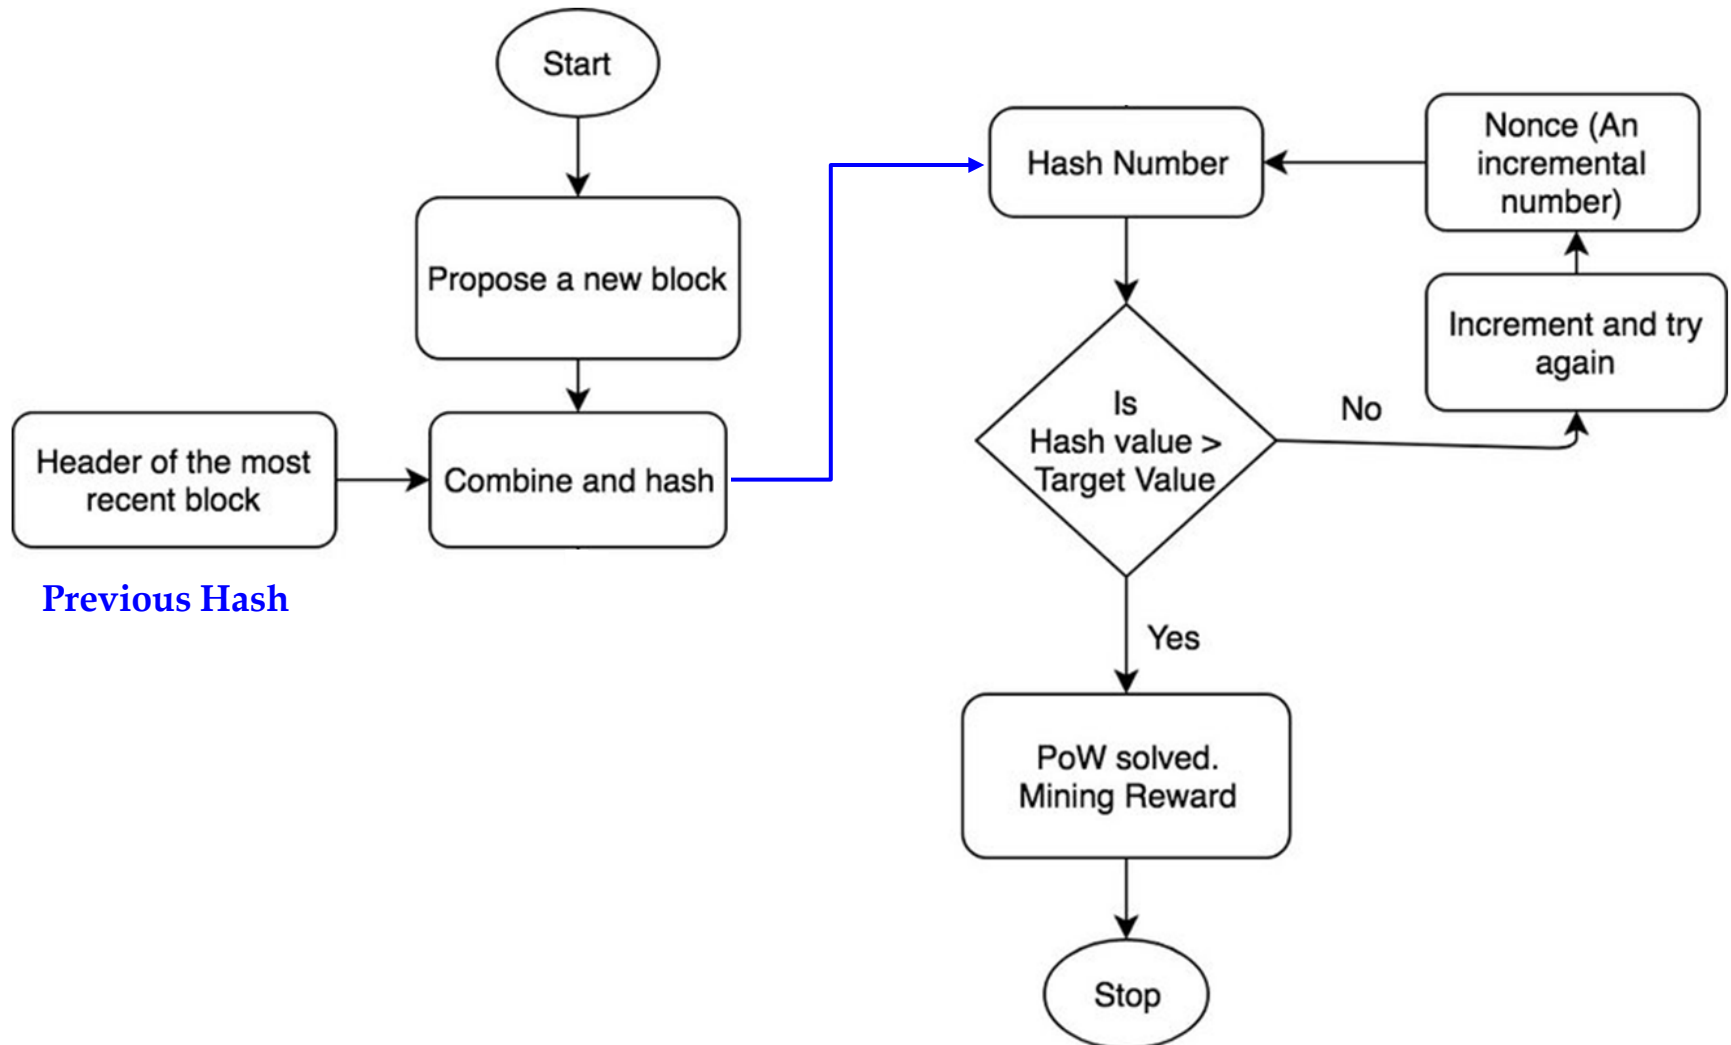 Start
Propose a new block
Header of the most
recent block
Combine and hash
Previous Hash
Hash Number
Nonce (An
incremental
number)
Increment and try
again
Is
Hash value >
Target Value
No
Yes
PoW solved.
Mining Reward
Stop